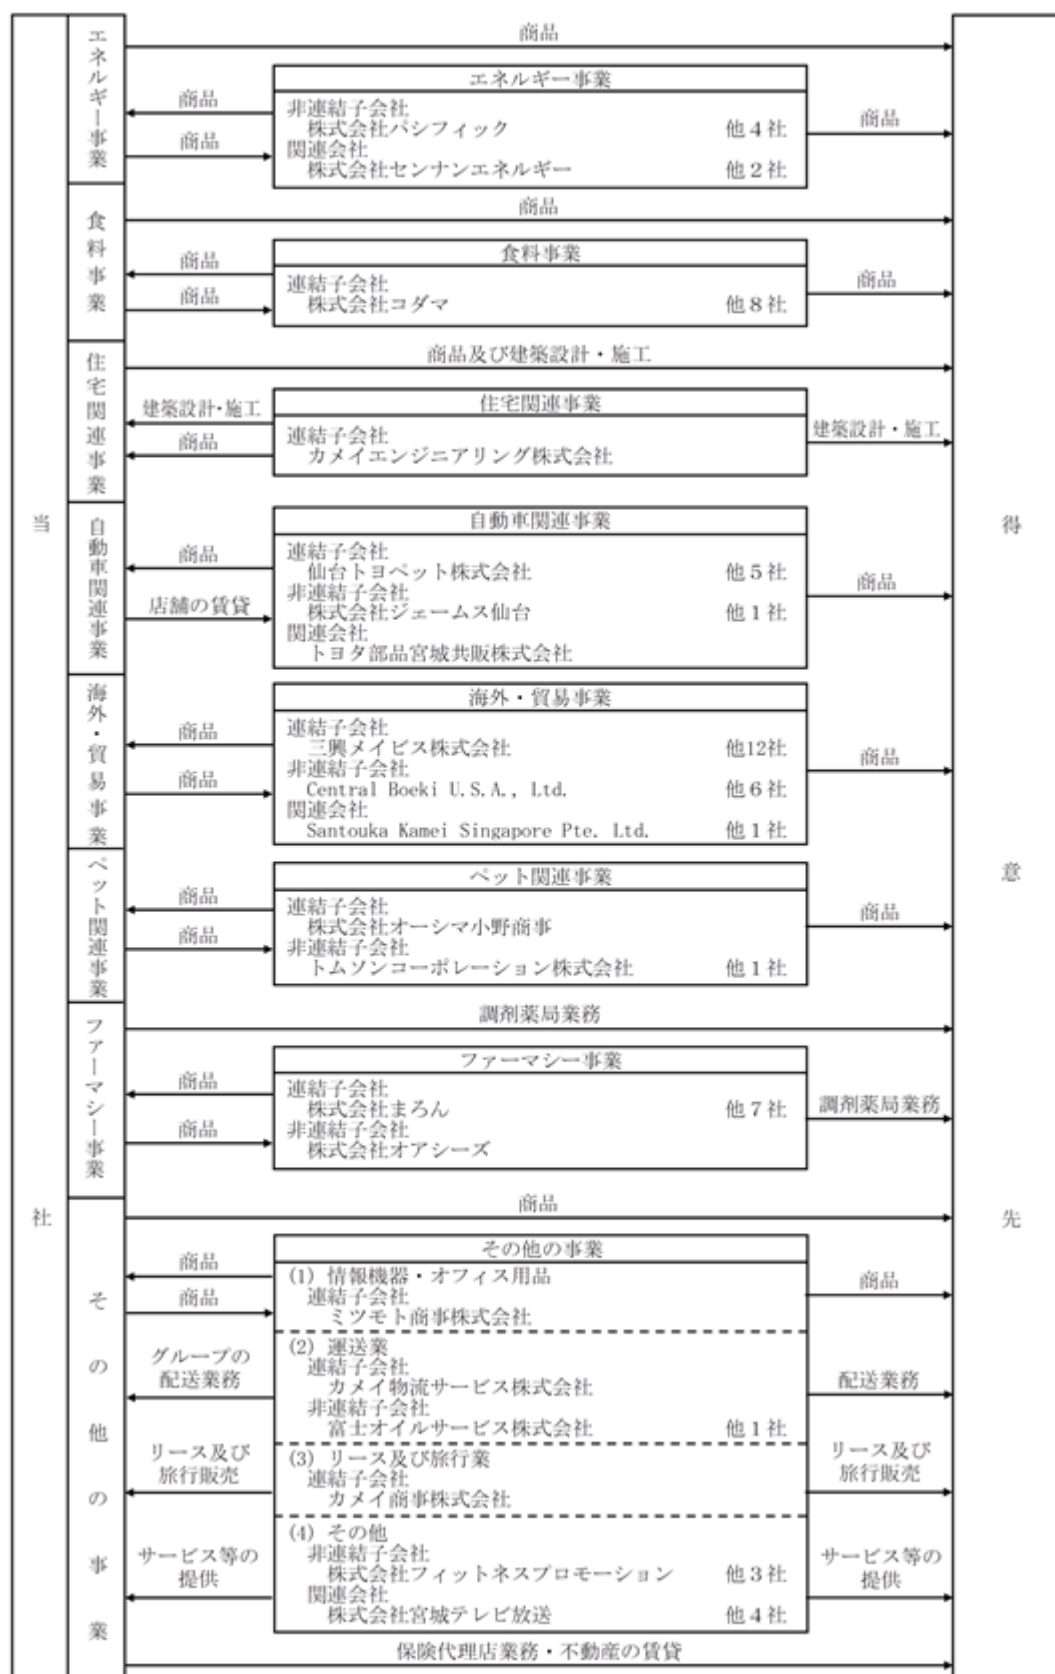 当社
得意先
エネルギー事業
商品
エネルギー事業
商品
商品
非連結子会社
株式会社パシフィック 他4社
関連会社
株式会社センナンエネルギー 他2社
商品
食料事業
商品
食料事業
商品
商品
連結子会社
株式会社コダマ 他8社
商品
住宅関連事業
商品及び建築設計・施工
住宅関連事業
建築設計・施工
商品
連結子会社
カメイエンジニアリング株式会社
建築設計・施工
自動車関連事業
自動車関連事業
商品
店舗の賃貸
連結子会社
仙台トヨペット株式会社 他5社
非連結子会社
株式会社ジェームス仙台 他1社
関連会社
トヨタ部品宮城共販株式会社
商品
海外・貿易事業
海外・貿易事業
商品
商品
連結子会社
三興メイビス株式会社 他12社
非連結子会社
Central Boeki U.S.A., Ltd. 他6社
関連会社
Santouka Kamei Singapore Pte. Ltd. 他1社
商品
ペット関連事業
ペット関連事業
商品
商品
連結子会社
株式会社オーシマ小野商事
非連結子会社
トムソンコーポレーション株式会社 他1社
商品
ファーマシー事業
調剤薬局業務
ファーマシー事業
商品
商品
連結子会社
株式会社まろん 他7社
非連結子会社
株式会社オアシーズ
調剤薬局業務
その他の事業
商品
その他の事業
商品
商品
(1) 情報機器・オフィス用品
連結子会社
ミツモト商事株式会社
商品
グループの
配送業務
(2) 運送業
連結子会社
カメイ物流サービス株式会社
非連結子会社
富士オイルサービス株式会社 他1社
配送業務
リース及び
旅行販売
(3) リース及び旅行業
連結子会社
カメイ商事株式会社
リース及び
旅行販売
サービス等の
提供
(4) その他
非連結子会社
株式会社フィットネスプロモーション 他3社
関連会社
株式会社宮城テレビ放送 他4社
サービス等の
提供
保険代理店業務・不動産の賃貸